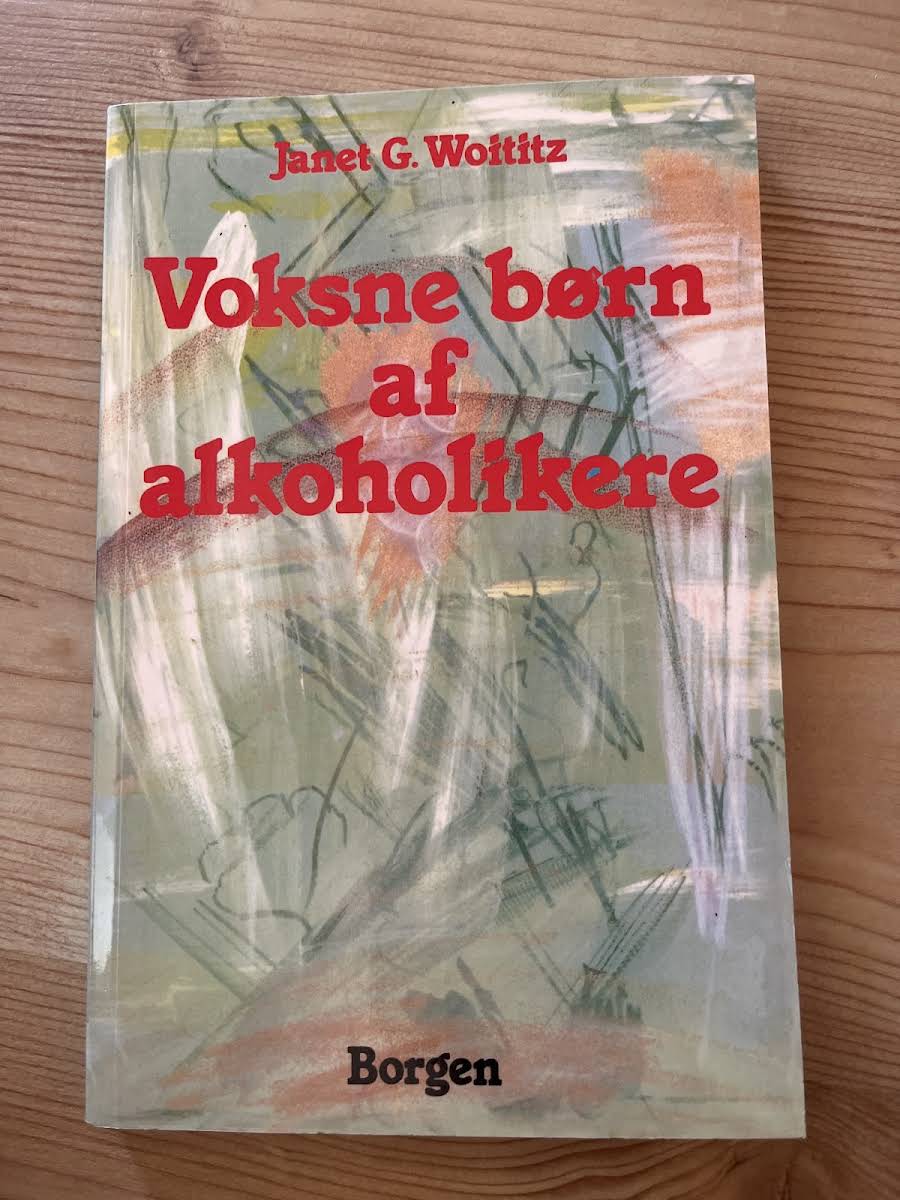 Janet G. Woititz
Voksne børn
af
alkoholikere
Borgen